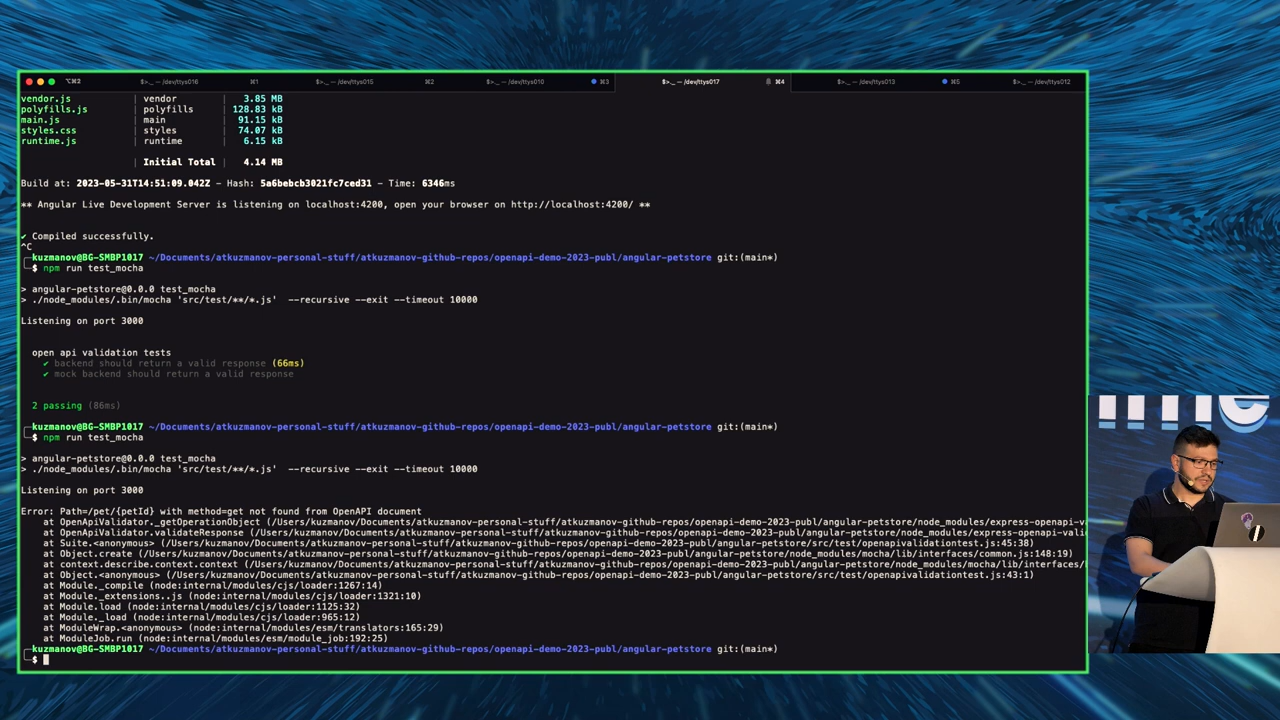 ⌥⌘2 $>._ — /dev/ttys016 ⌘1 $>._ — /dev/ttys015 ⌘2 $>._ — /dev/ttys010 ⌘3 $>._ — /dev/ttys017 ⌘4 $>._ — /dev/ttys013 ⌘5 $>._ — /dev/ttys012
vendor.js | vendor | 3.85 MB
polyfills.js | polyfills | 128.83 kB
main.js | main | 91.15 kB
styles.css | styles | 74.07 kB
runtime.js | runtime | 6.15 kB
| Initial Total | 4.14 MB
Build at: 2023-05-31T14:51:09.042Z - Hash: 5a6bebcb3021fc7ced31 - Time: 6346ms
** Angular Live Development Server is listening on localhost:4200, open your browser on http://localhost:4200/ **
✔ Compiled successfully.
^C
kuzmanov@BG-SMBP1017 ~/Documents/atkuzmanov-personal-stuff/atkuzmanov-github-repos/openapi-demo-2023-publ/angular-petstore git:(main*)
$ npm run test_mocha
> angular-petstore@0.0.0 test_mocha
> ./node_modules/.bin/mocha 'src/test/**/*.js' --recursive --exit --timeout 10000
Listening on port 3000
open api validation tests
✔ backend should return a valid response (66ms)
✔ mock backend should return a valid response
2 passing (86ms)
kuzmanov@BG-SMBP1017 ~/Documents/atkuzmanov-personal-stuff/atkuzmanov-github-repos/openapi-demo-2023-publ/angular-petstore git:(main*)
$ npm run test_mocha
> angular-petstore@0.0.0 test_mocha
> ./node_modules/.bin/mocha 'src/test/**/*.js' --recursive --exit --timeout 10000
Listening on port 3000
Error: Path=/pet/{petId} with method=get not found from OpenAPI document
at OpenApiValidator._getOperationObject (/Users/kuzmanov/Documents/atkuzmanov-personal-stuff/atkuzmanov-github-repos/openapi-demo-2023-publ/angular-petstore/node_modules/express-openapi-v
at OpenApiValidator.validateResponse (/Users/kuzmanov/Documents/atkuzmanov-personal-stuff/atkuzmanov-github-repos/openapi-demo-2023-publ/angular-petstore/node_modules/express-openapi-vali
at Suite.<anonymous> (/Users/kuzmanov/Documents/atkuzmanov-personal-stuff/atkuzmanov-github-repos/openapi-demo-2023-publ/angular-petstore/src/test/openapivalidationtest.js:45:38)
at Object.create (/Users/kuzmanov/Documents/atkuzmanov-personal-stuff/atkuzmanov-github-repos/openapi-demo-2023-publ/angular-petstore/node_modules/mocha/lib/interfaces/common.js:148:19)
at context.describe.context.context (/Users/kuzmanov/Documents/atkuzmanov-personal-stuff/atkuzmanov-github-repos/openapi-demo-2023-publ/angular-petstore/node_modules/mocha/lib/interfaces/
at Object.<anonymous> (/Users/kuzmanov/Documents/atkuzmanov-personal-stuff/atkuzmanov-github-repos/openapi-demo-2023-publ/angular-petstore/src/test/openapivalidationtest.js:43:1)
at Module._compile (node:internal/modules/cjs/loader:1267:14)
at Module._extensions..js (node:internal/modules/cjs/loader:1321:10)
at Module.load (node:internal/modules/cjs/loader:1125:32)
at Module._load (node:internal/modules/cjs/loader:965:12)
at ModuleWrap.<anonymous> (node:internal/modules/esm/translators:165:29)
at ModuleJob.run (node:internal/modules/esm/module_job:192:25)
kuzmanov@BG-SMBP1017 ~/Documents/atkuzmanov-personal-stuff/atkuzmanov-github-repos/openapi-demo-2023-publ/angular-petstore git:(main*)
$